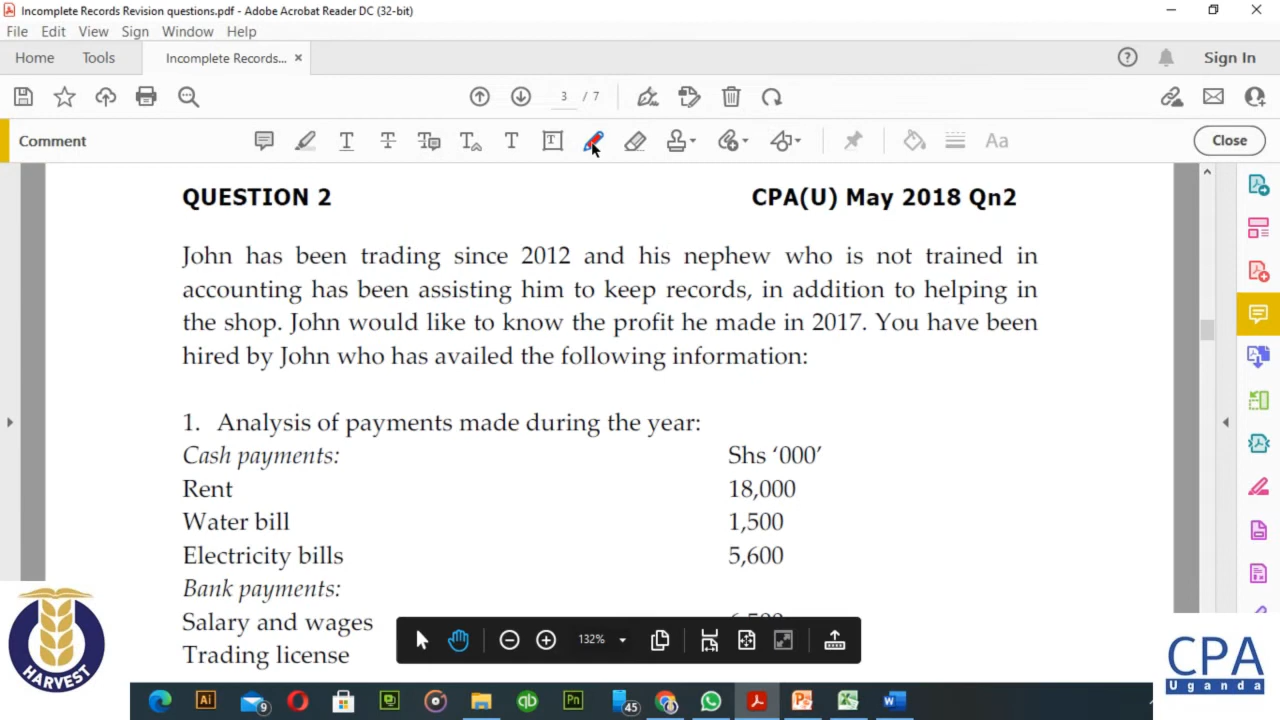 Incomplete Records Revision questions.pdf - Adobe Acrobat Reader DC (32-bit)
File Edit View Sign Window Help
Home Tools Incomplete Records... × Sign In
3 / 7
Comment Close
QUESTION 2 CPA(U) May 2018 Qn2
John has been trading since 2012 and his nephew who is not trained in
accounting has been assisting him to keep records, in addition to helping in
the shop. John would like to know the profit he made in 2017. You have been
hired by John who has availed the following information:
1. Analysis of payments made during the year:
Cash payments: Shs ‘000’
Rent 18,000
Water bill 1,500
Electricity bills 5,600
Bank payments:
Salary and wages
Trading license
132%
HARVEST
CPA
Uganda
Ai 9 qb Pn 45